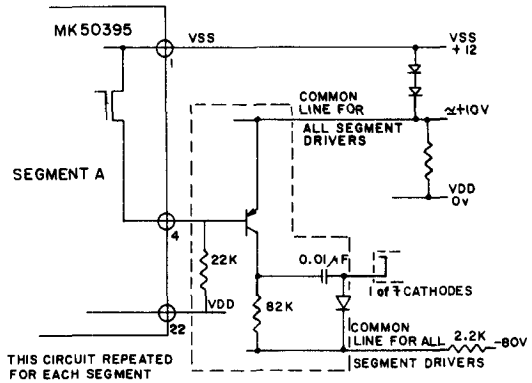 MK50395
VSS
VSS
+12
1
COMMON
LINE FOR
ALL SEGMENT
DRIVERS
≈+10V
SEGMENT A
VDD
0v
4
22K
0.01μF
1 of 7 CATHODES
82K
VDD
22
COMMON
LINE FOR ALL
SEGMENT DRIVERS
2.2K
-80V
THIS CIRCUIT REPEATED
FOR EACH SEGMENT